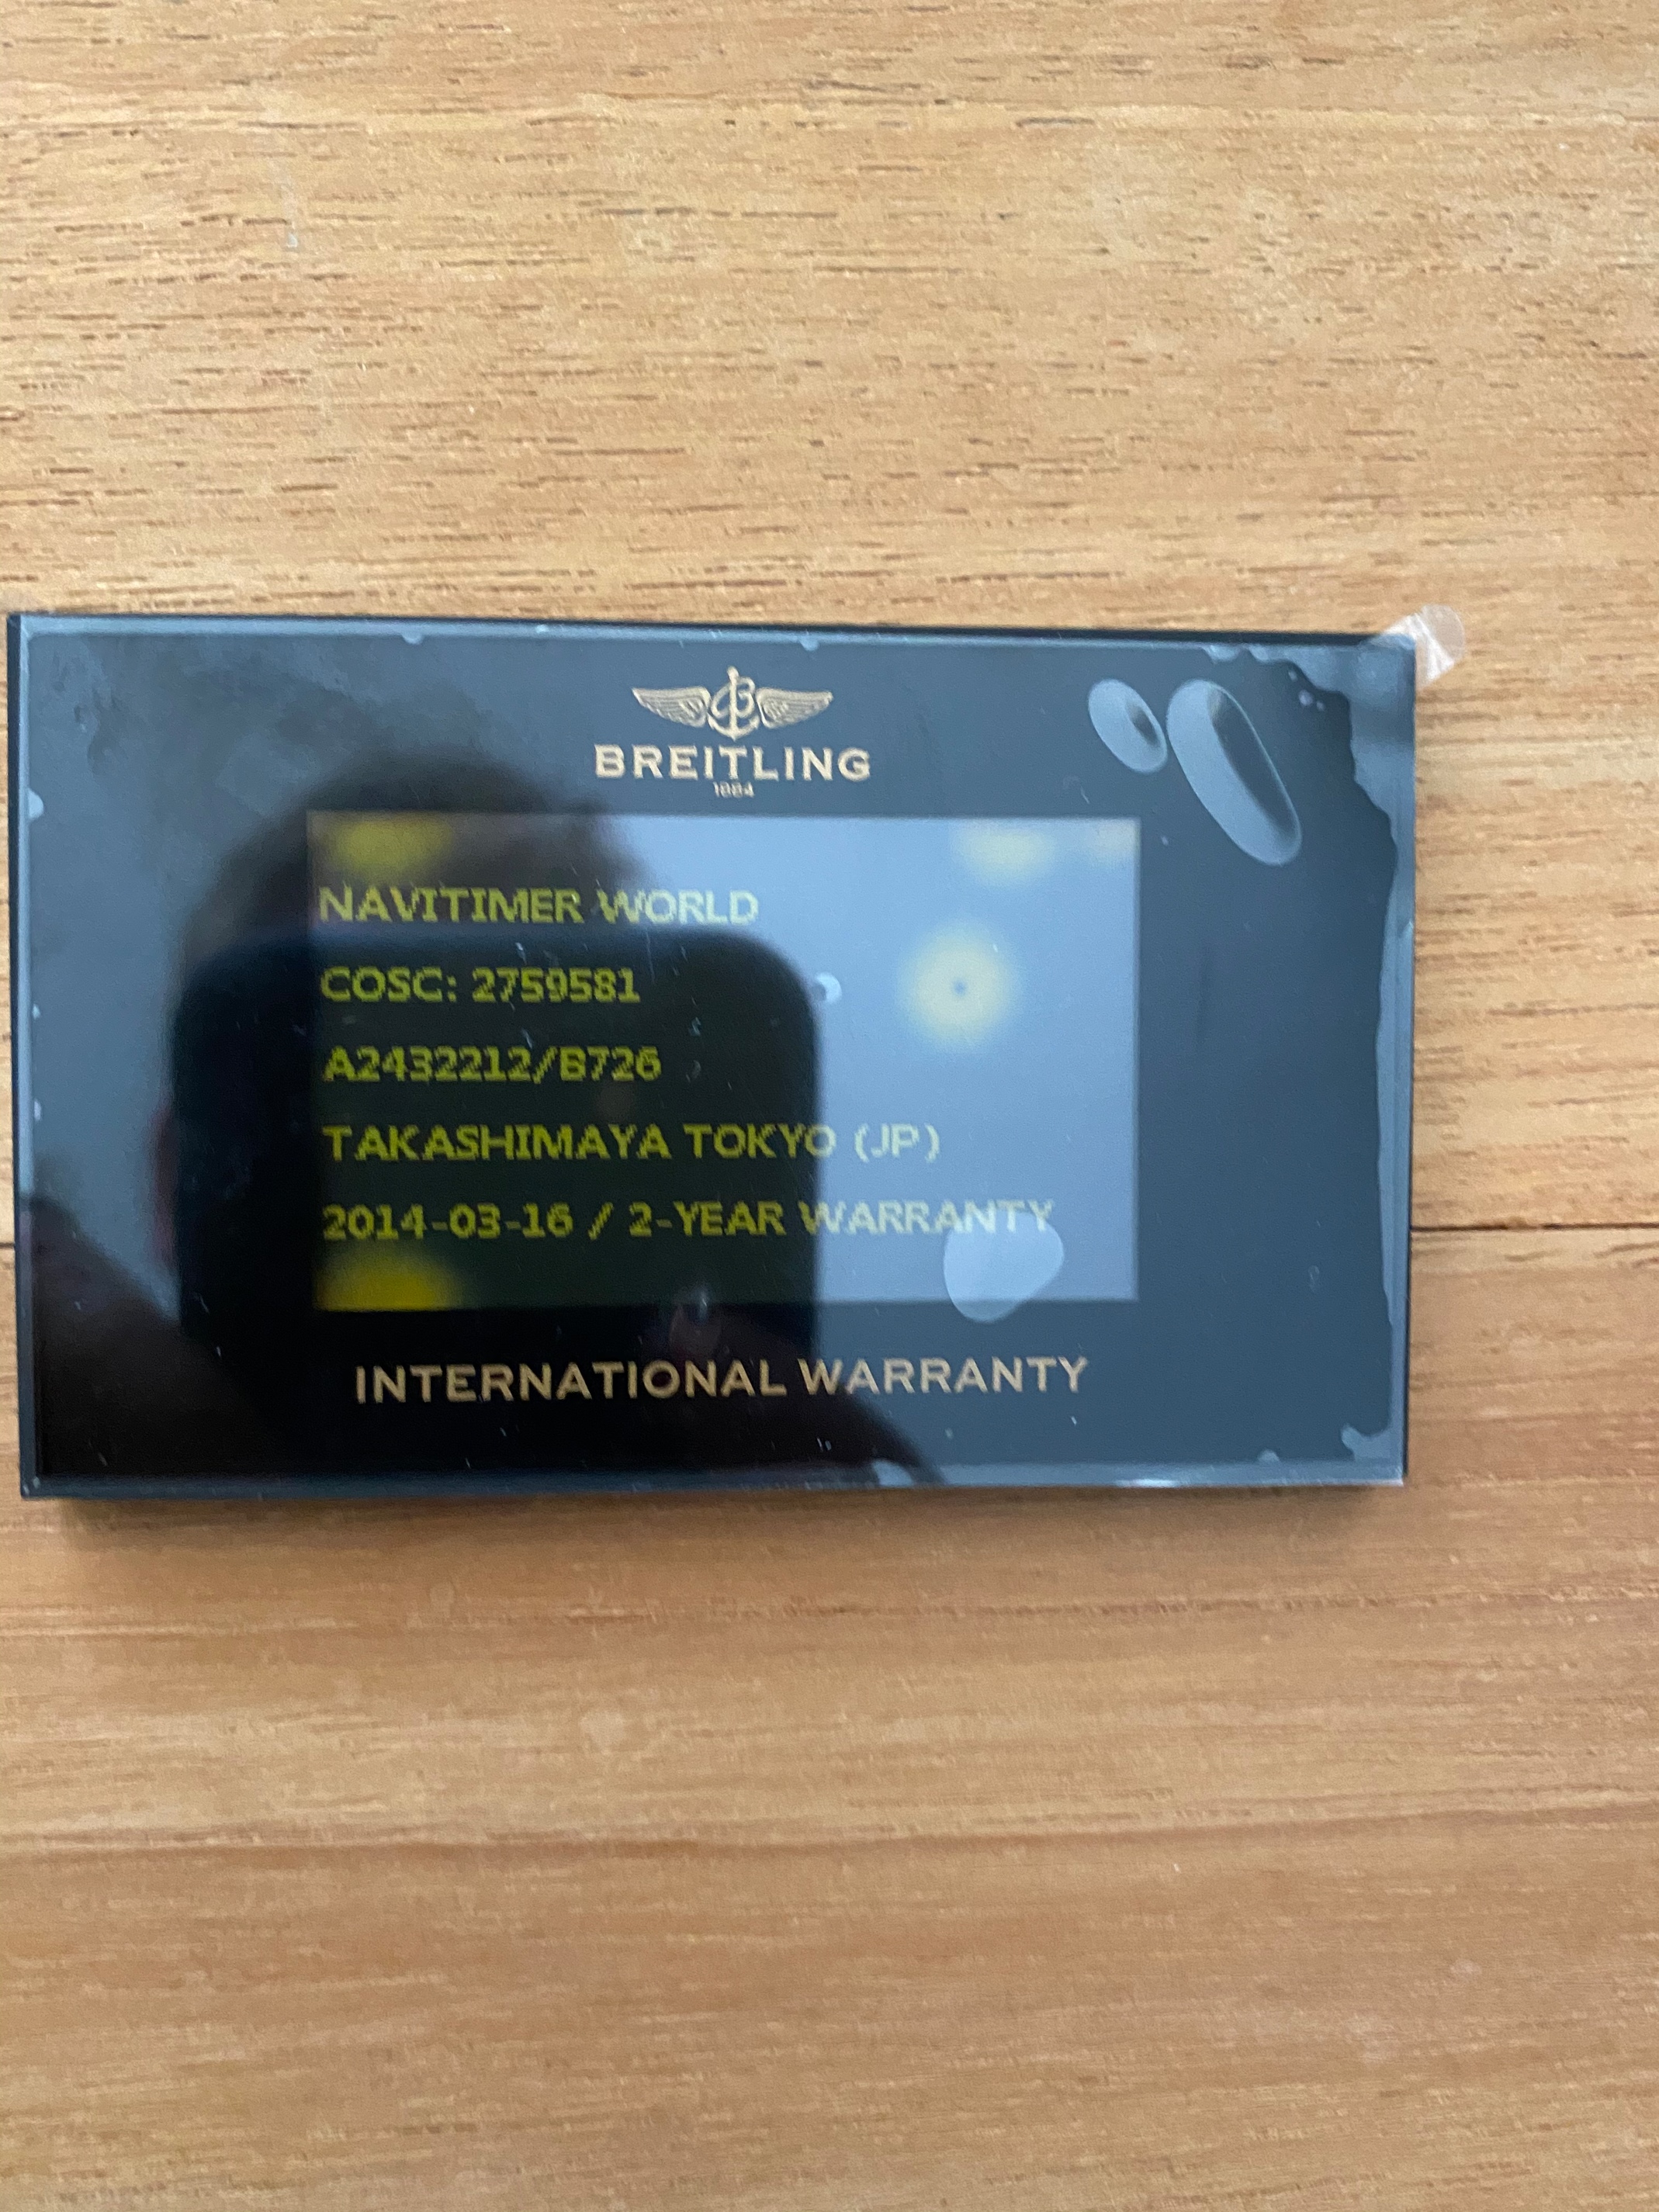 BREITLING
1884
NAVITIMER WORLD
COSC: 2759581
A2432212/B726
TAKASHIMAYA TOKYO (JP)
2014-03-16 / 2-YEAR WARRANTY
INTERNATIONAL WARRANTY